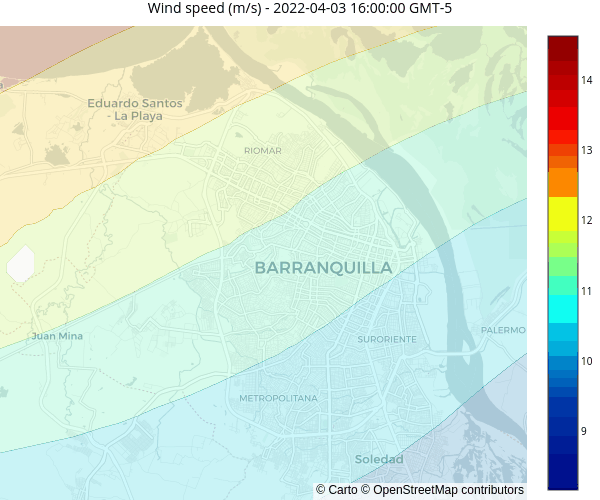 Wind speed (m/s) - 2022-04-03 16:00:00 GMT-5
Eduardo Santos
- La Playa
RIOMAR
BARRANQUILLA
Juan Mina
SURORIENTE
PALERMO
METROPOLITANA
Soledad
© Carto © OpenStreetMap contributors
14
13
12
11
10
9